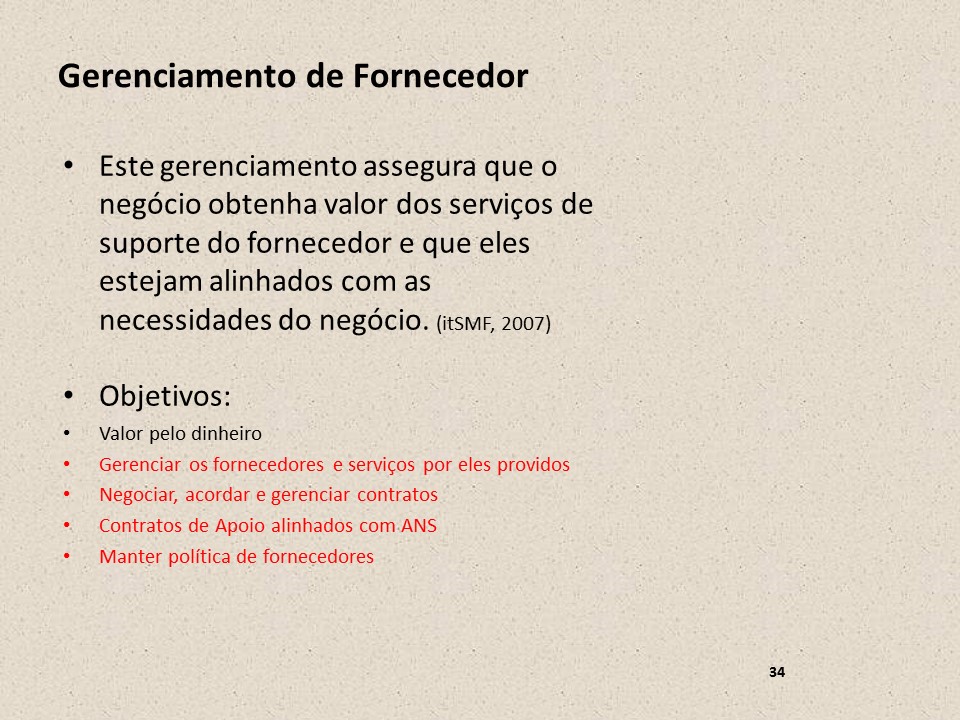 Gerenciamento de Fornecedor
• Este gerenciamento assegura que o
negócio obtenha valor dos serviços de
suporte do fornecedor e que eles
estejam alinhados com as
necessidades do negócio. (itSMF, 2007)
• Objetivos:
• Valor pelo dinheiro
• Gerenciar os fornecedores e serviços por eles providos
• Negociar, acordar e gerenciar contratos
• Contratos de Apoio alinhados com ANS
• Manter política de fornecedores
34